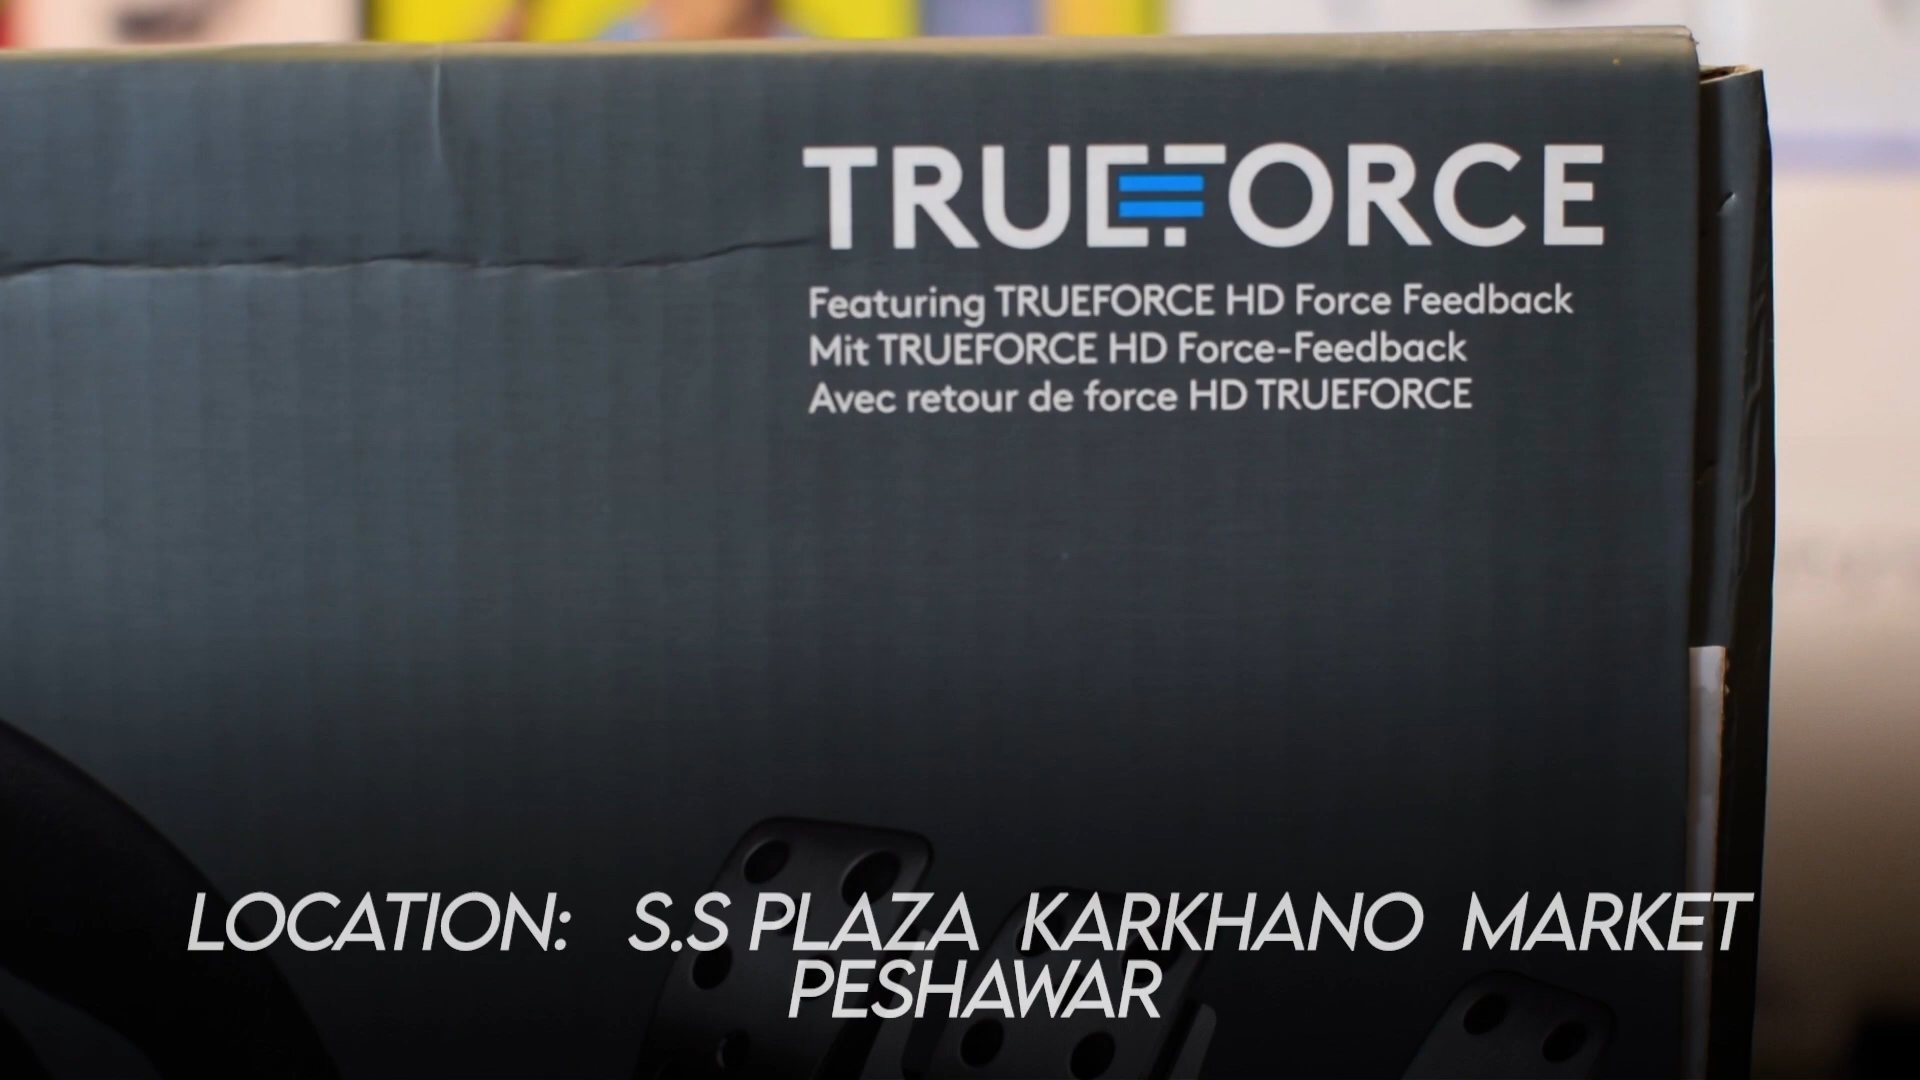 TRUEFORCE
Featuring TRUEFORCE HD Force Feedback
Mit TRUEFORCE HD Force-Feedback
Avec retour de force HD TRUEFORCE
LOCATION: S.S PLAZA KARKHANO MARKET
PESHAWAR